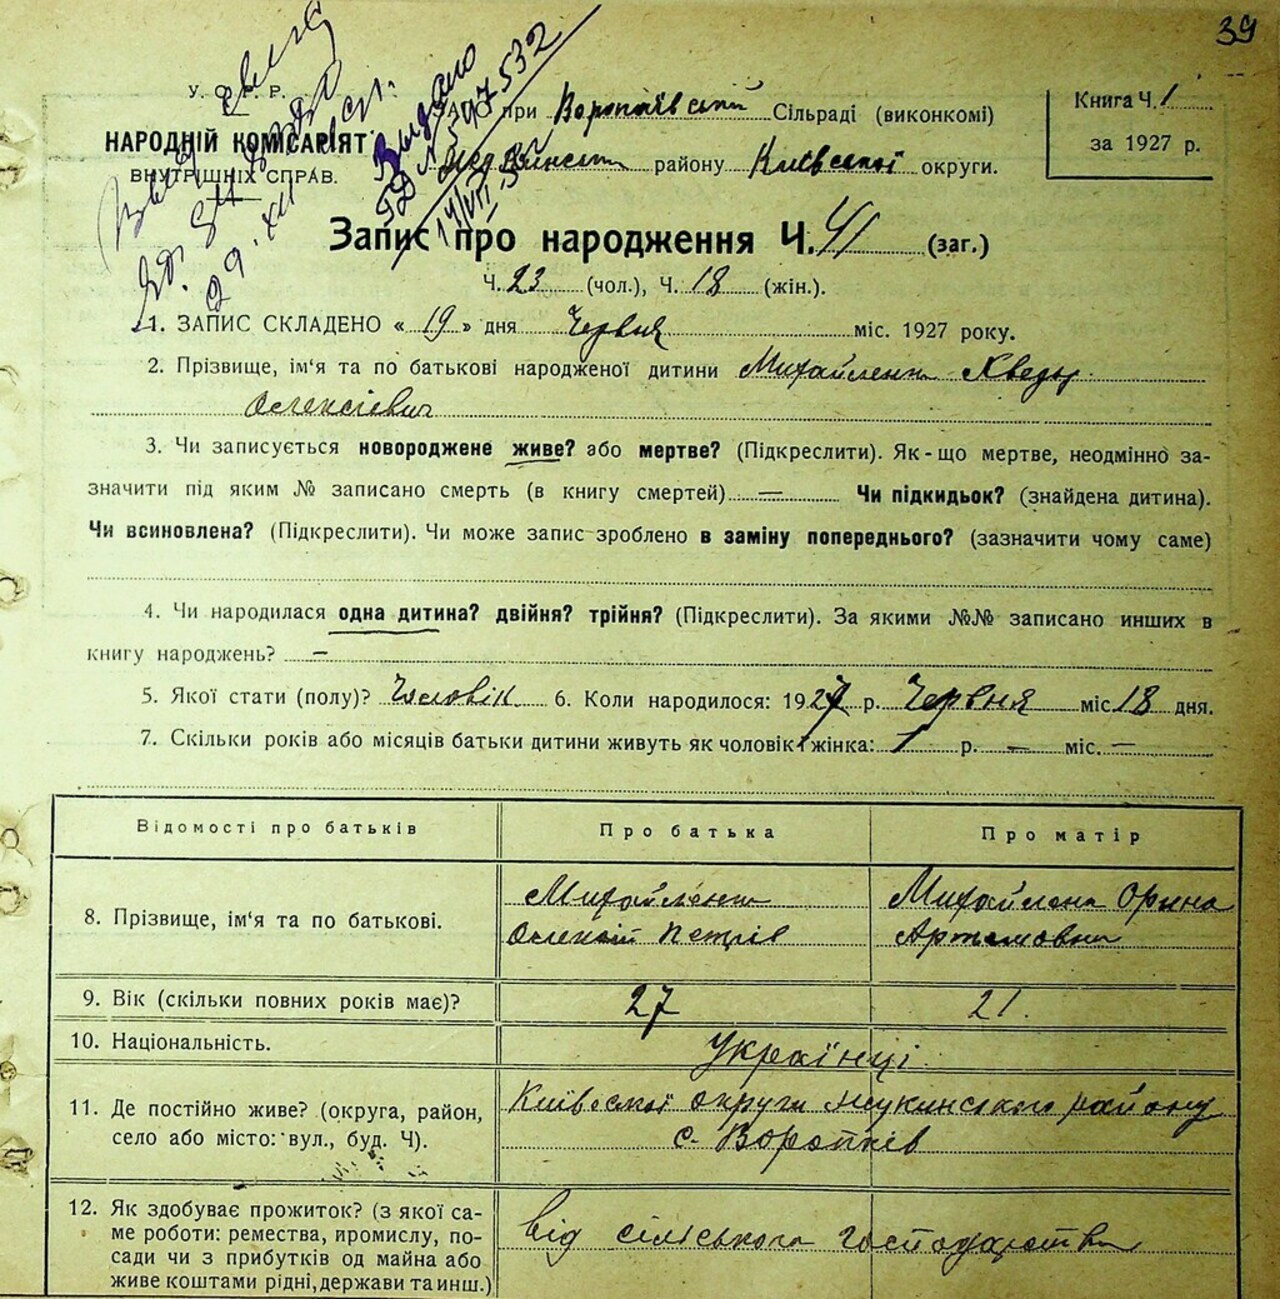 39
У. С. Р. Р.
НАРОДНІЙ КОМІСАРІЯТ
ВНУТРІШНІХ СПРАВ.
Видано
497532
ЗАГС при Воропаївській Сільраді (виконкомі)
району Київської округи.
Книга Ч. 1
за 1927 р.
Запис про народження Ч. 41 (заг.)
Ч. 23 (чол.), Ч. 18 (жін.).
1. ЗАПИС СКЛАДЕНО « 19 » дня Червня міс. 1927 року.
2. Прізвище, ім'я та по батькові народженої дитини Михайленко Хведір
Олексієвич
3. Чи записується новороджене живе? або мертве? (Підкреслити). Як-що мертве, неодмінно за-
значити під яким № записано смерть (в книгу смертей) — Чи підкидьок? (знайдена дитина).
Чи всиновлена? (Підкреслити). Чи може запис зроблено в заміну попереднього? (зазначити чому саме)
4. Чи народилася одна дитина? двійня? трійня? (Підкреслити). За якими №№ записано инших в
книгу народжень? —
5. Якої стати (полу)? Чоловік 6. Коли народилося: 1927 р. Червня міс 18 дня.
7. Скільки років або місяців батьки дитини живуть як чоловік і жінка: 1 р. — міс. —
Відомості про батьків Про батька Про матір
8. Прізвище, ім'я та по батькові. Михайленко Олексій Петрів Михайленко Орина Артемовна
9. Вік (скільки повних років має)? 27 21.
10. Національність. Українці
11. Де постійно живе? (округа, район,
село або місто: вул., буд. Ч). Київської округи району
с. Воропаїв
12. Як здобуває прожиток? (з якої са-
ме роботи: ремества, промислу, по-
сади чи з прибутків од майна або
живе коштами рідні, держави та инш.) від сільського господарства